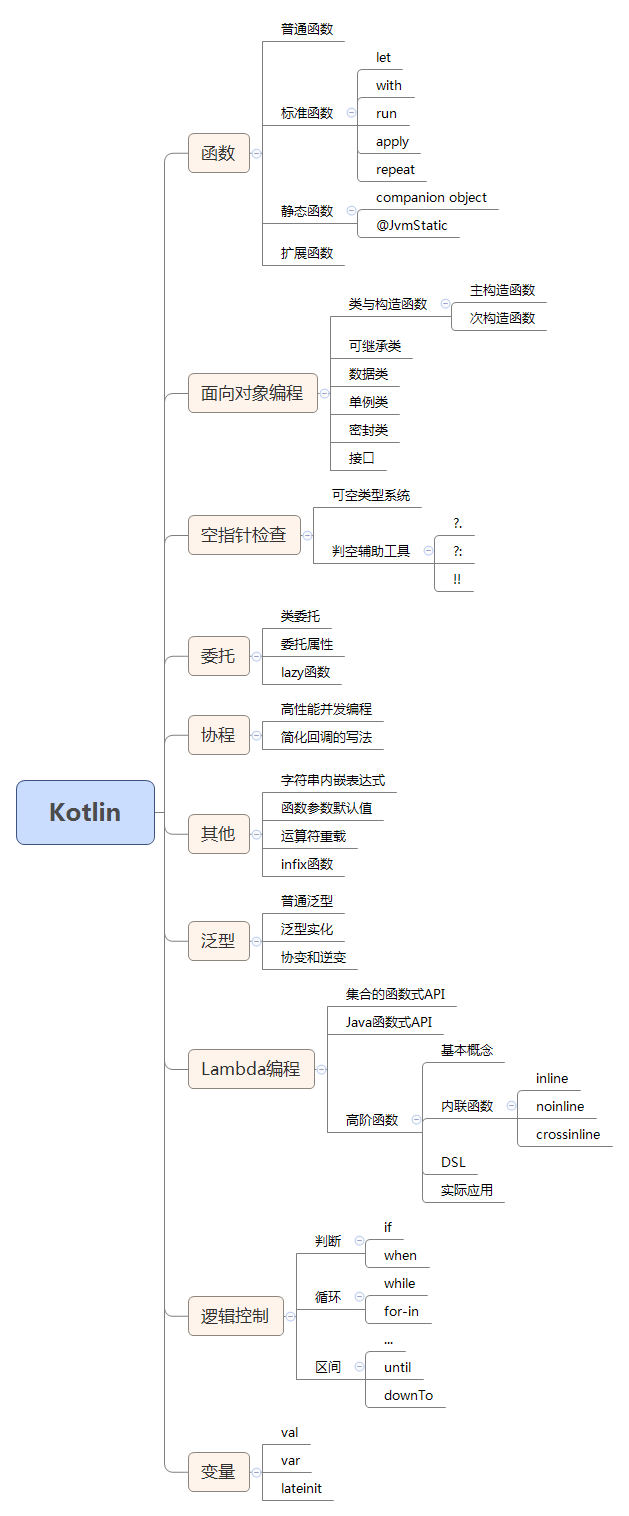 Kotlin
函数
普通函数
标准函数
let
with
run
apply
repeat
静态函数
companion object
@JvmStatic
扩展函数
面向对象编程
类与构造函数
主构造函数
次构造函数
可继承类
数据类
单例类
密封类
接口
空指针检查
可空类型系统
判空辅助工具
?.
?:
!!
委托
类委托
委托属性
lazy函数
协程
高性能并发编程
简化回调的写法
其他
字符串内嵌表达式
函数参数默认值
运算符重载
infix函数
泛型
普通泛型
泛型实化
协变和逆变
Lambda编程
集合的函数式API
Java函数式API
高阶函数
基本概念
内联函数
inline
noinline
crossinline
DSL
实际应用
逻辑控制
判断
if
when
循环
while
for-in
区间
...
until
downTo
变量
val
var
lateinit